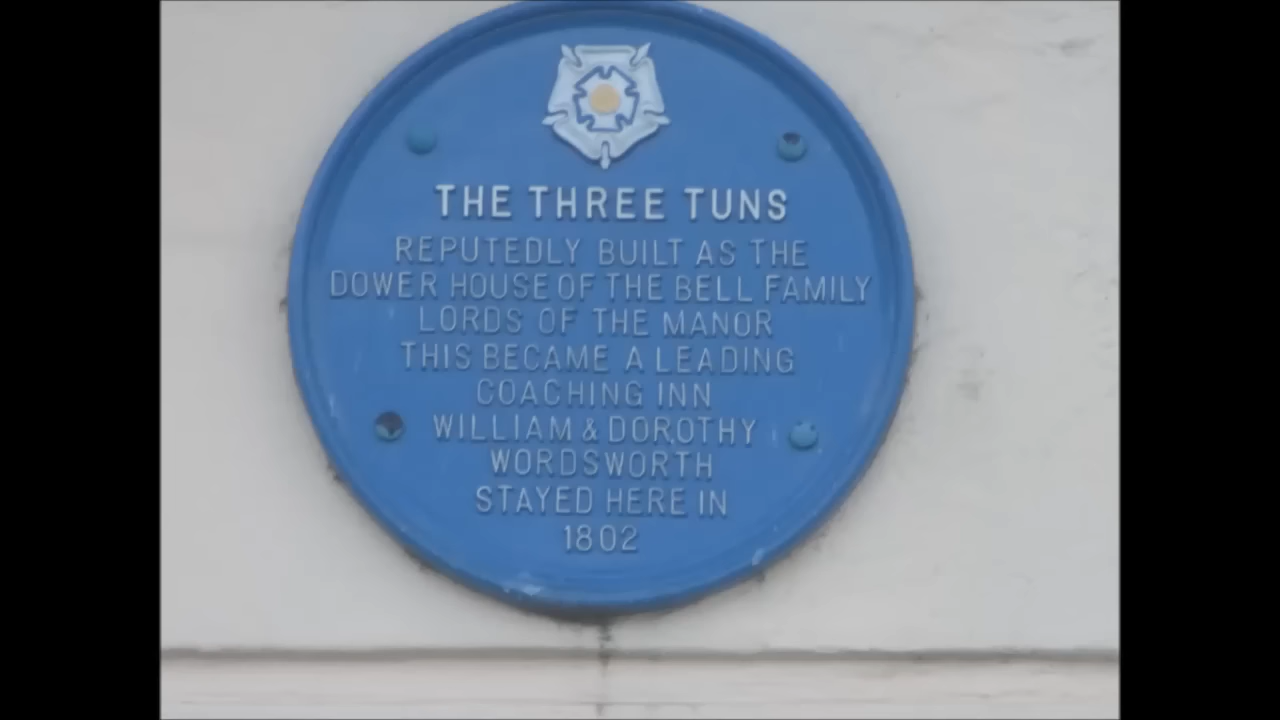 THE THREE TUNS
REPUTEDLY BUILT AS THE
DOWER HOUSE OF THE BELL FAMILY
LORDS OF THE MANOR
THIS BECAME A LEADING
COACHING INN
WILLIAM & DOROTHY
WORDSWORTH
STAYED HERE IN
1802